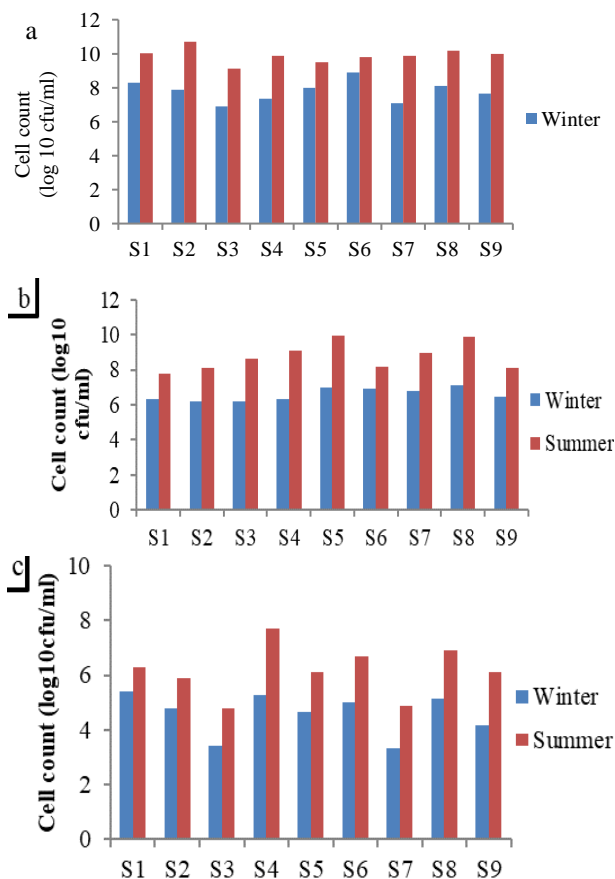 a
Cell count
(log 10 cfu/ml)
12
10
8
6
4
2
0
S1 S2 S3 S4 S5 S6 S7 S8 S9
Winter
b
Cell count (log10
cfu/ml)
12
10
8
6
4
2
0
S1 S2 S3 S4 S5 S6 S7 S8 S9
Winter
Summer
c
Cell count (log10cfu/ml)
10
8
6
4
2
0
S1 S2 S3 S4 S5 S6 S7 S8 S9
Winter
Summer